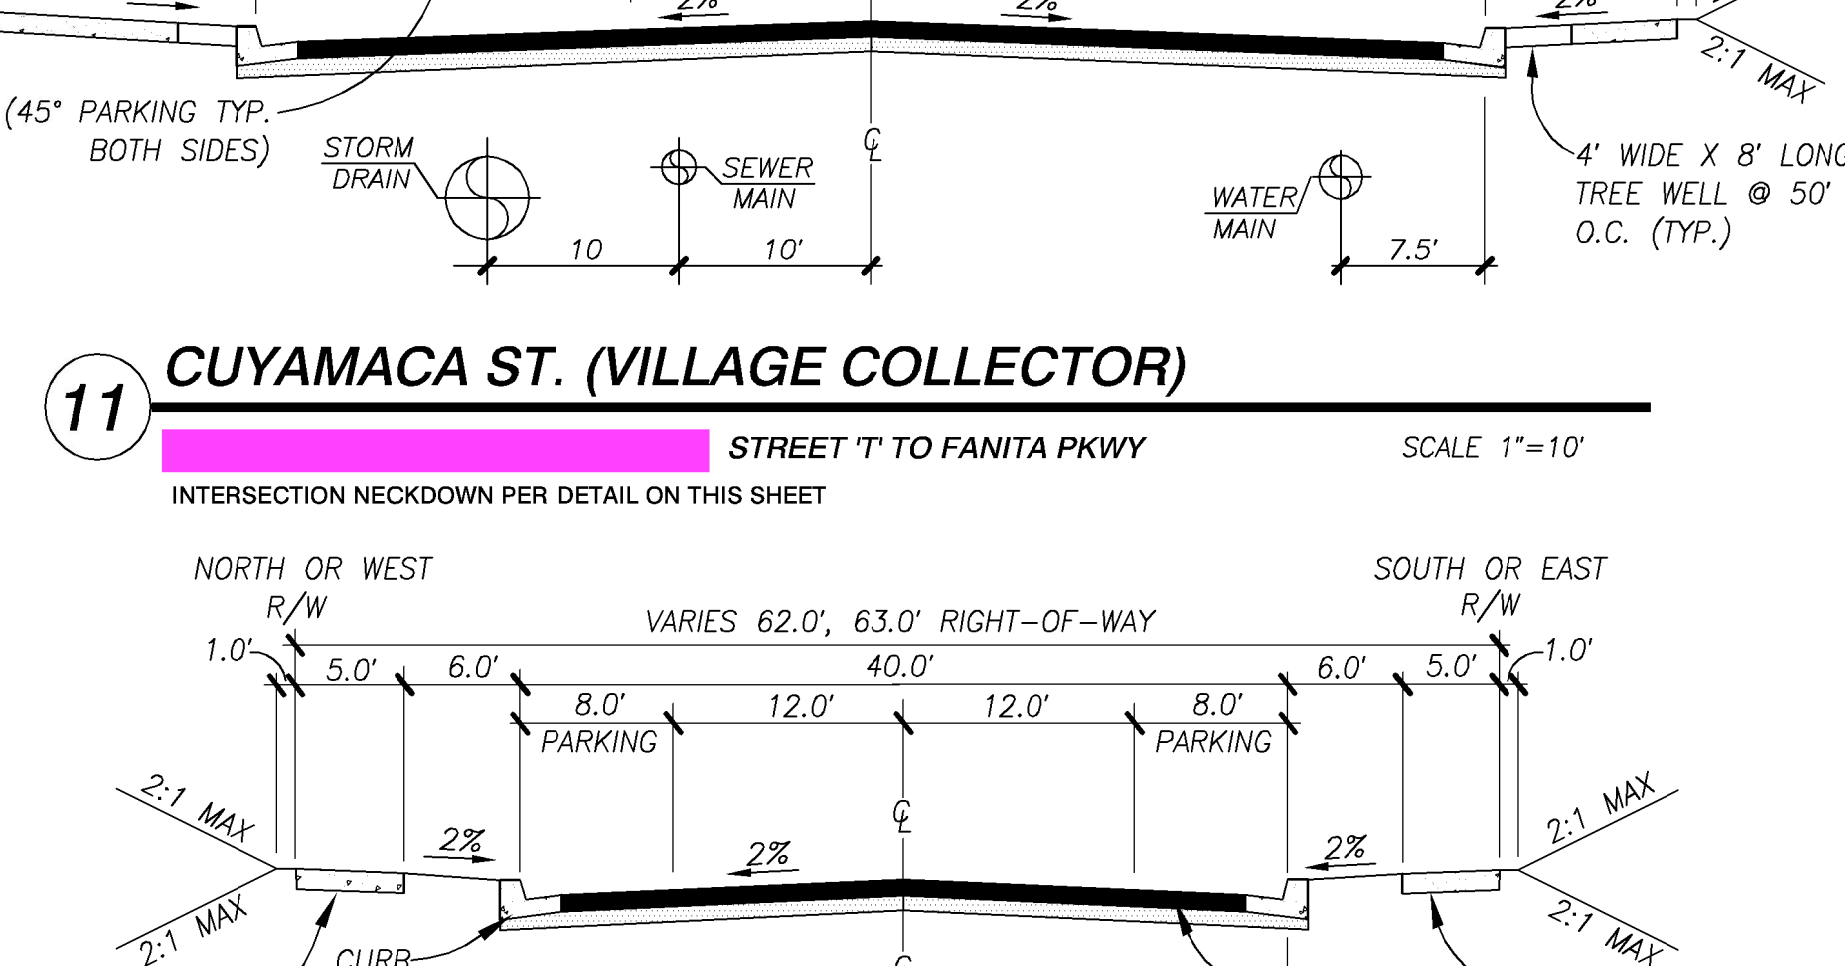 2% 2% 2%
2:1 MAX
(45° PARKING TYP.
BOTH SIDES)
STORM
DRAIN
SEWER
MAIN
℄
WATER
MAIN
4' WIDE X 8' LONG
TREE WELL @ 50'
O.C. (TYP.)
10 10' 7.5'
11
CUYAMACA ST. (VILLAGE COLLECTOR)
STREET 'T' TO FANITA PKWY SCALE 1"=10'
INTERSECTION NECKDOWN PER DETAIL ON THIS SHEET
NORTH OR WEST
R/W
SOUTH OR EAST
R/W
VARIES 62.0', 63.0' RIGHT-OF-WAY
1.0' 5.0' 6.0' 40.0' 6.0' 5.0' 1.0'
8.0' 12.0' 12.0' 8.0'
PARKING PARKING
2:1 MAX ℄ 2:1 MAX
2% 2% 2%
2:1 MAX 2:1 MAX
CURB